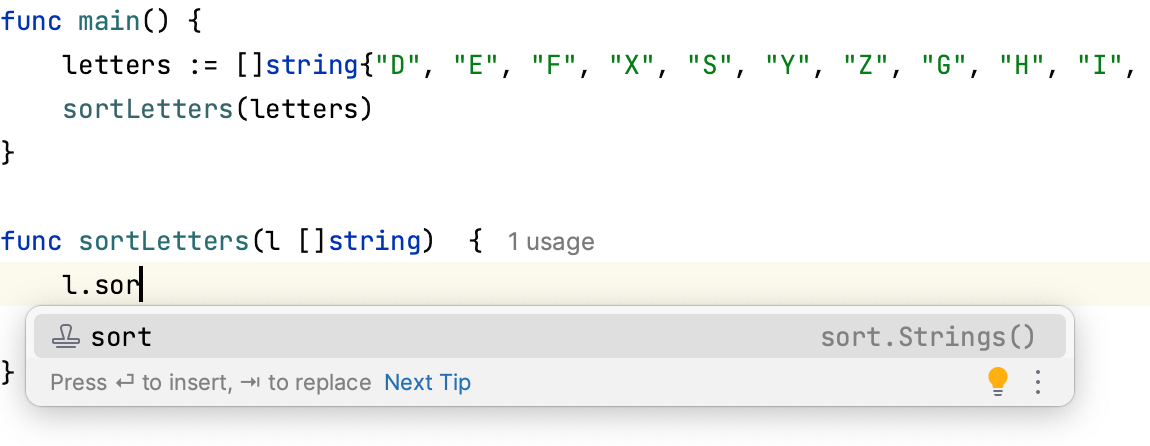 func main() {
    letters := []string{"D", "E", "F", "X", "S", "Y", "Z", "G", "H", "I",
    sortLetters(letters)
}
func sortLetters(l []string)  {  1 usage
    l.sor
sort sort.Strings()
}
Press ↵ to insert, ⇥ to replace Next Tip